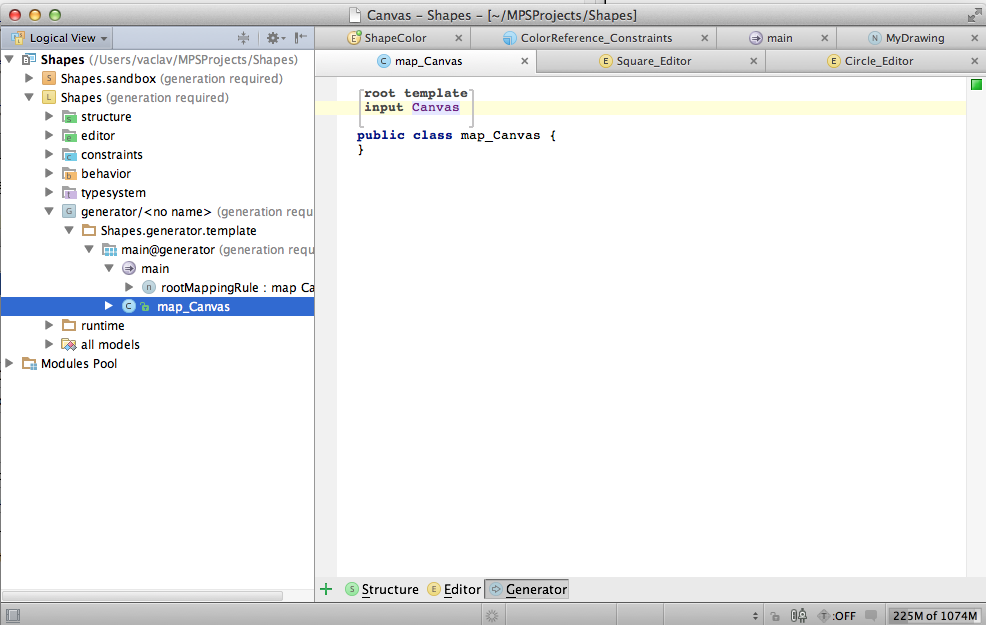 Canvas - Shapes - [~/MPSProjects/Shapes]
Logical View
ShapeColor
ColorReference_Constraints
main
MyDrawing
map_Canvas
Square_Editor
Circle_Editor
Shapes (/Users/vaclav/MPSProjects/Shapes)
Shapes.sandbox (generation required)
Shapes (generation required)
structure
editor
constraints
behavior
typesystem
generator/<no name> (generation requ
Shapes.generator.template
main@generator (generation requ
main
rootMappingRule : map Ca
map_Canvas
runtime
all models
Modules Pool
root template
input Canvas
public class map_Canvas {
}
Structure
Editor
Generator
T :OFF
225M of 1074M